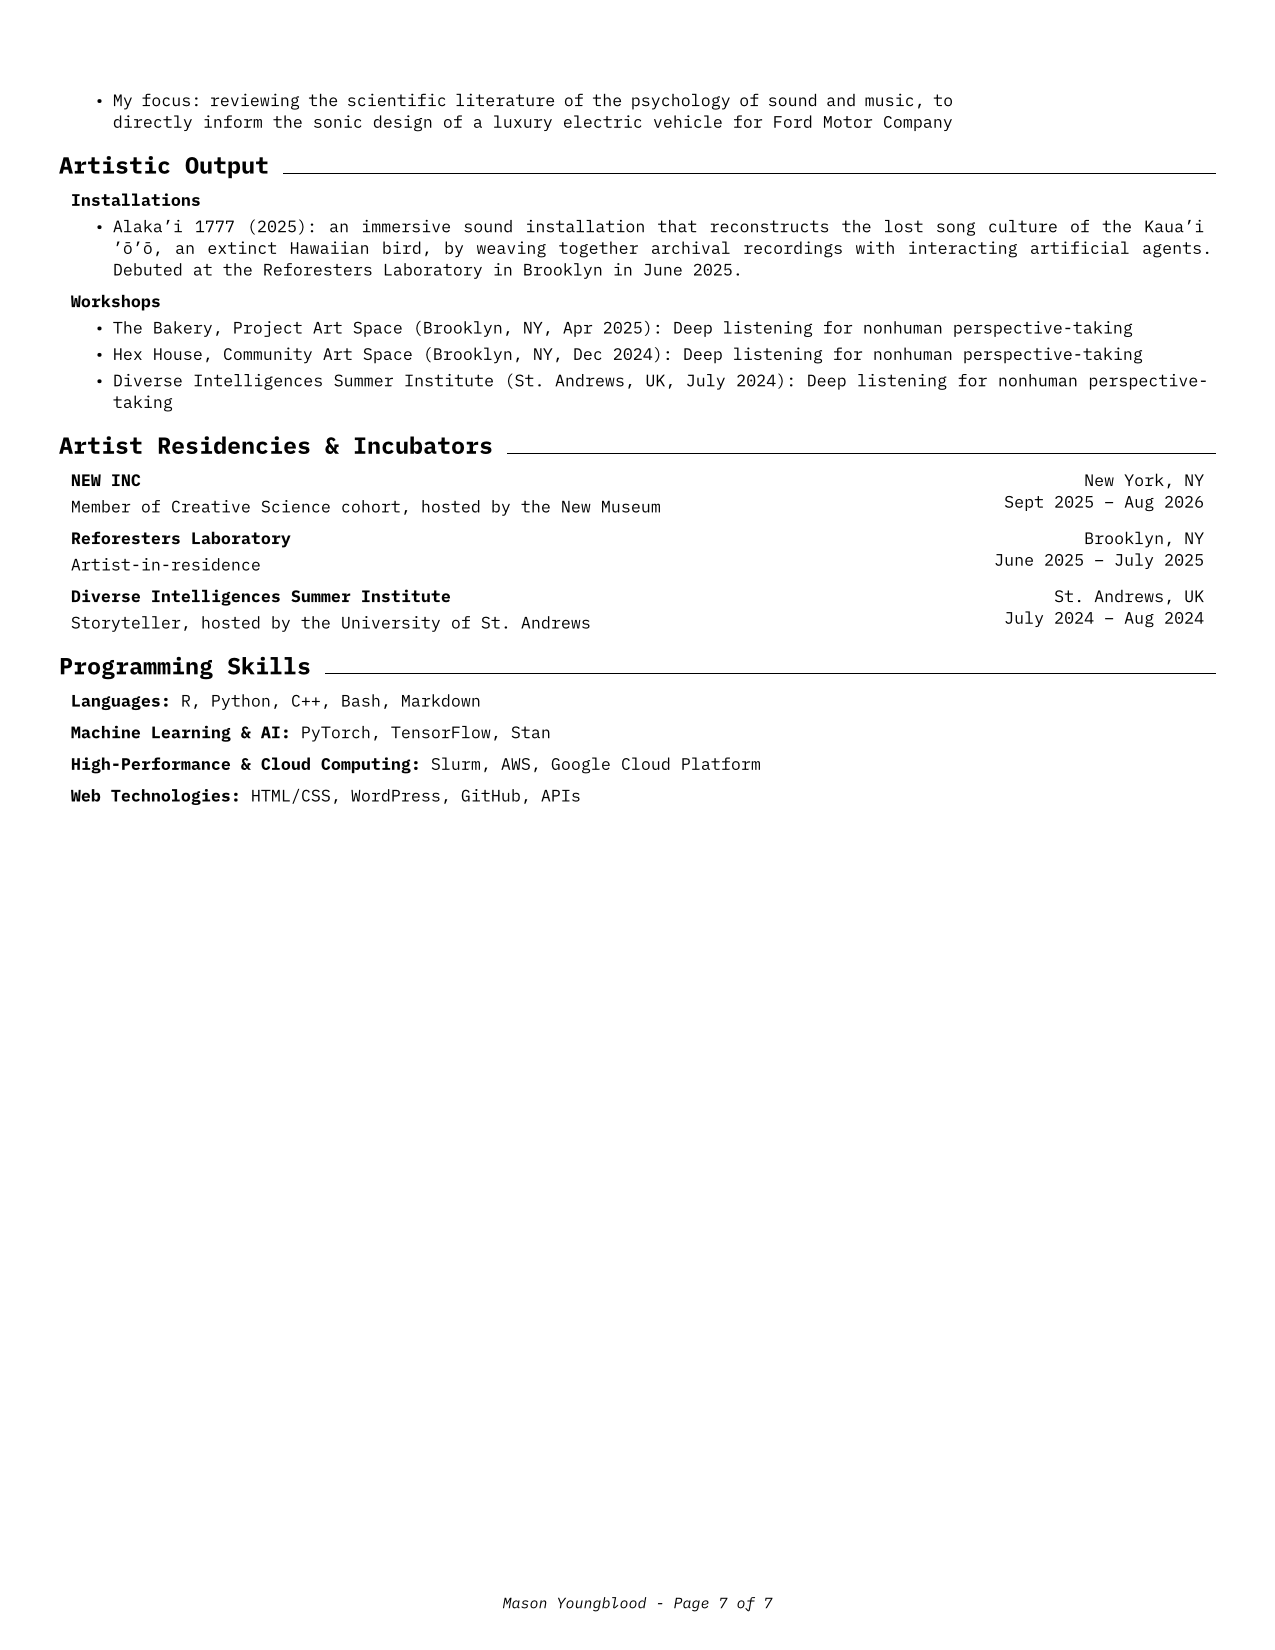 • My focus: reviewing the scientific literature of the psychology of sound and music, to
directly inform the sonic design of a luxury electric vehicle for Ford Motor Company
Artistic Output
Installations
• Alaka’i 1777 (2025): an immersive sound installation that reconstructs the lost song culture of the Kaua’i
’ō’ō, an extinct Hawaiian bird, by weaving together archival recordings with interacting artificial agents.
Debuted at the Reforesters Laboratory in Brooklyn in June 2025.
Workshops
• The Bakery, Project Art Space (Brooklyn, NY, Apr 2025): Deep listening for nonhuman perspective-taking
• Hex House, Community Art Space (Brooklyn, NY, Dec 2024): Deep listening for nonhuman perspective-taking
• Diverse Intelligences Summer Institute (St. Andrews, UK, July 2024): Deep listening for nonhuman perspective-
taking
Artist Residencies & Incubators
NEW INC New York, NY
Member of Creative Science cohort, hosted by the New Museum Sept 2025 – Aug 2026
Reforesters Laboratory Brooklyn, NY
Artist-in-residence June 2025 – July 2025
Diverse Intelligences Summer Institute St. Andrews, UK
Storyteller, hosted by the University of St. Andrews July 2024 – Aug 2024
Programming Skills
Languages: R, Python, C++, Bash, Markdown
Machine Learning & AI: PyTorch, TensorFlow, Stan
High-Performance & Cloud Computing: Slurm, AWS, Google Cloud Platform
Web Technologies: HTML/CSS, WordPress, GitHub, APIs
Mason Youngblood - Page 7 of 7